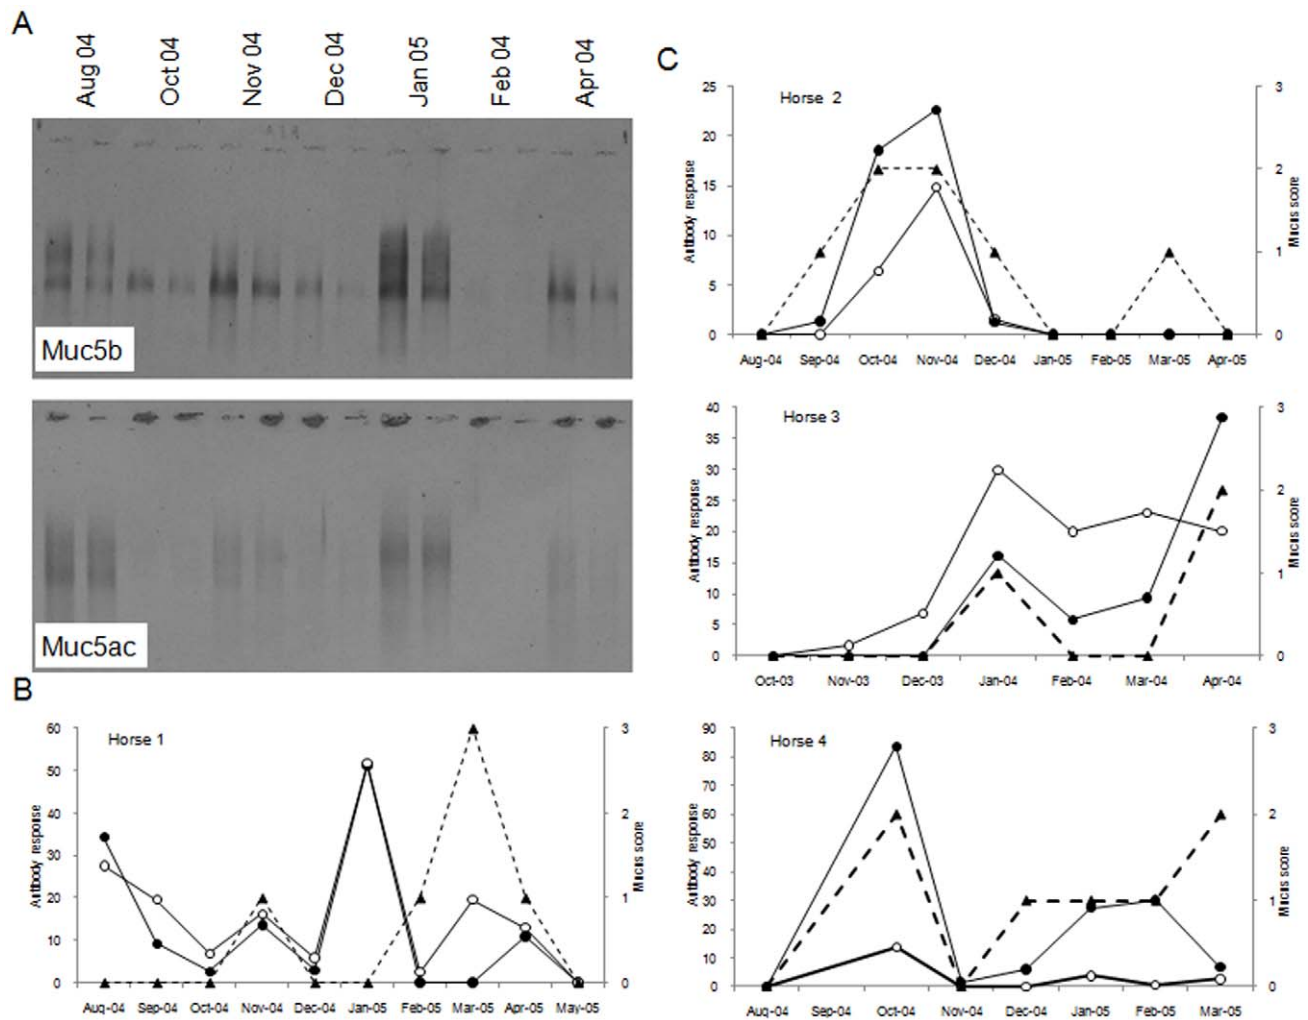 A
Aug 04
Oct 04
Nov 04
Dec 04
Jan 05
Feb 04
Apr 04
Muc5b
Muc5ac
B
Horse 1
60
50
40
30
20
10
0
Antibody response
3
2
1
0
Mucus score
Aug-04 Sep-04 Oct-04 Nov-04 Dec-04 Jan-05 Feb-05 Mar-05 Apr-05 May-05
C
Horse 2
25
20
15
10
5
0
Antibody response
3
2
1
0
Mucus score
Aug-04 Sep-04 Oct-04 Nov-04 Dec-04 Jan-05 Feb-05 Mar-05 Apr-05
Horse 3
40
35
30
25
20
15
10
5
0
Antibody response
3
2
1
0
Mucus score
Oct-03 Nov-03 Dec-03 Jan-04 Feb-04 Mar-04 Apr-04
Horse 4
90
80
70
60
50
40
30
20
10
0
Antibody response
3
2
1
0
Mucus score
Aug-04 Sep-04 Oct-04 Nov-04 Dec-04 Jan-05 Feb-05 Mar-05